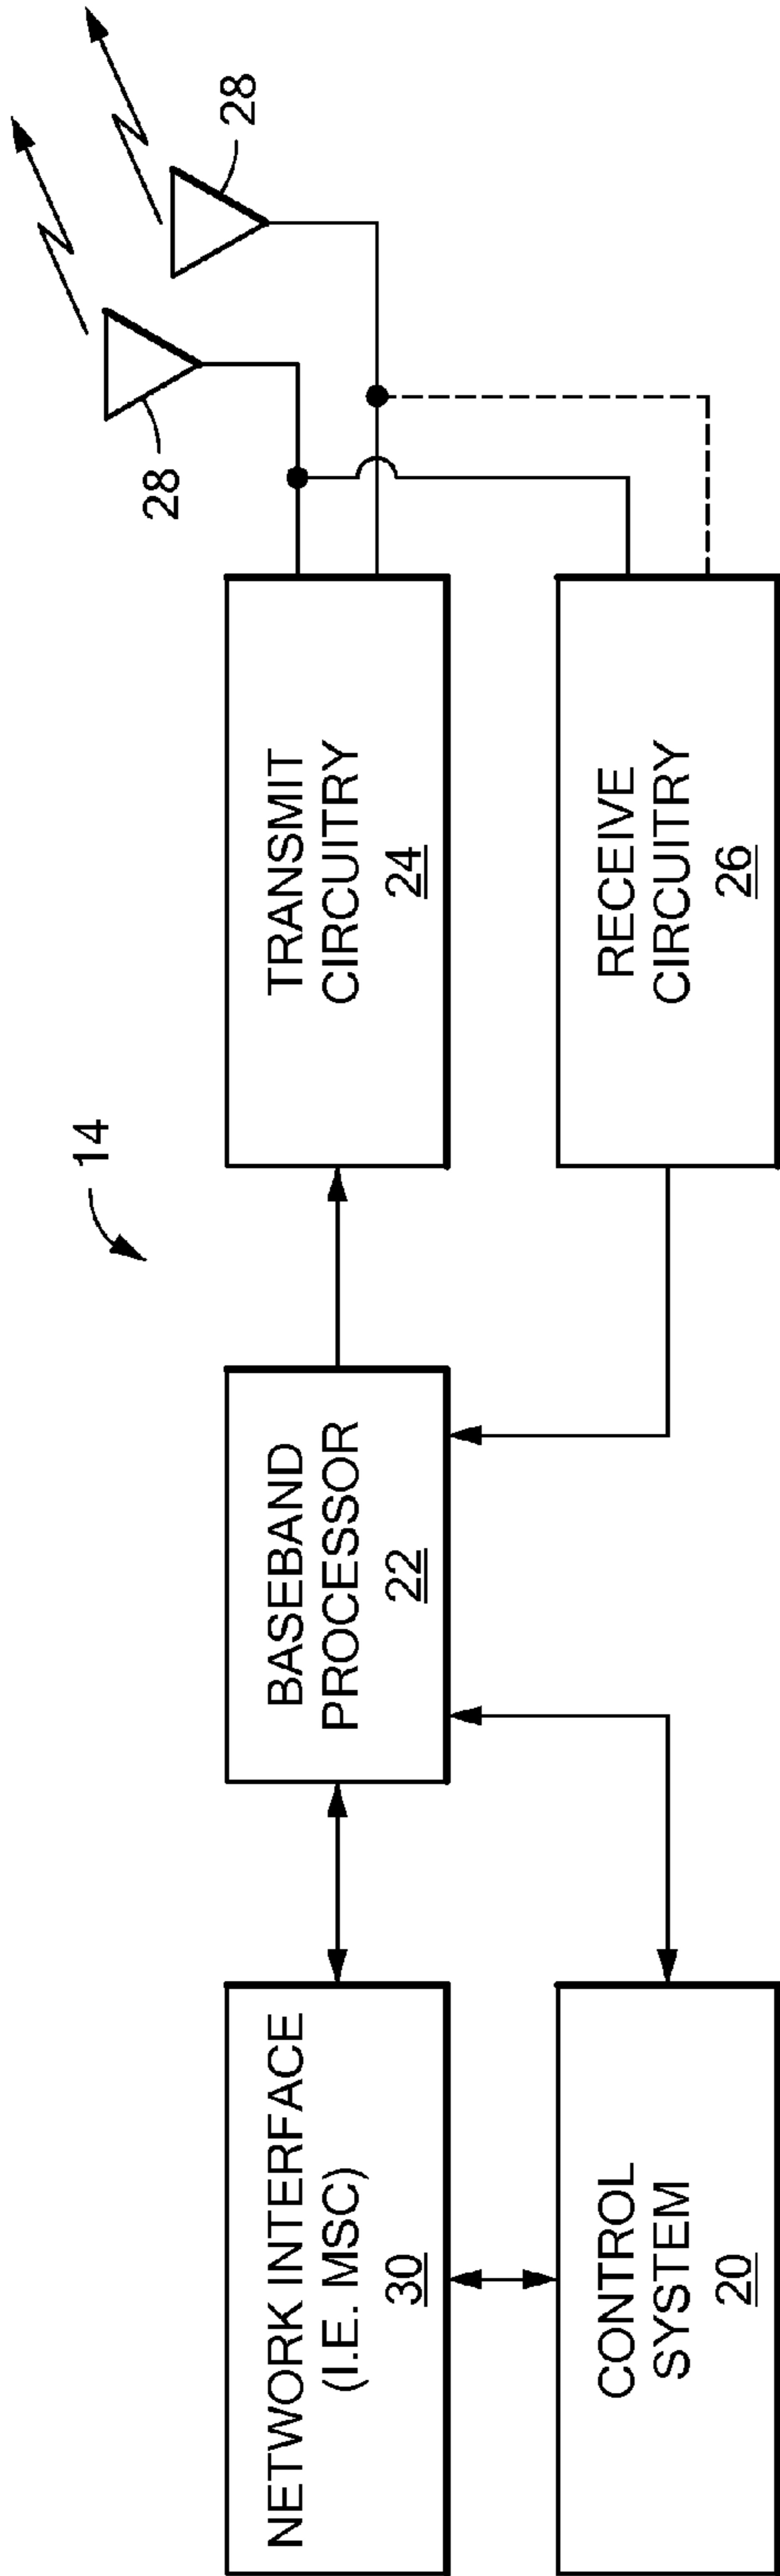 14
28
28
NETWORK INTERFACE
(I.E. MSC)
30
BASEBAND
PROCESSOR
22
TRANSMIT
CIRCUITRY
24
CONTROL
SYSTEM
20
RECEIVE
CIRCUITRY
26